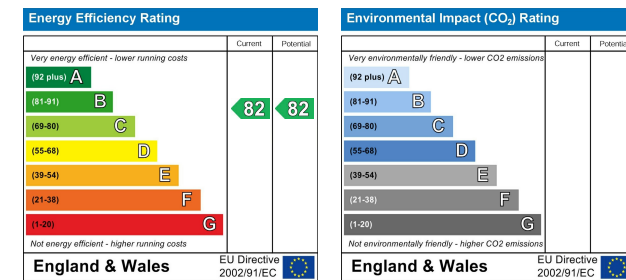 Energy Efficiency Rating
Current Potential
Very energy efficient - lower running costs
(92 plus) A
(81-91) B
82 82
(69-80) C
(55-68) D
(39-54) E
(21-38) F
(1-20) G
Not energy efficient - higher running costs
England & Wales
EU Directive
2002/91/EC
Environmental Impact (CO2) Rating
Current Potential
Very environmentally friendly - lower CO2 emissions
(92 plus) A
(81-91) B
(69-80) C
(55-68) D
(39-54) E
(21-38) F
(1-20) G
Not environmentally friendly - higher CO2 emissions
England & Wales
EU Directive
2002/91/EC